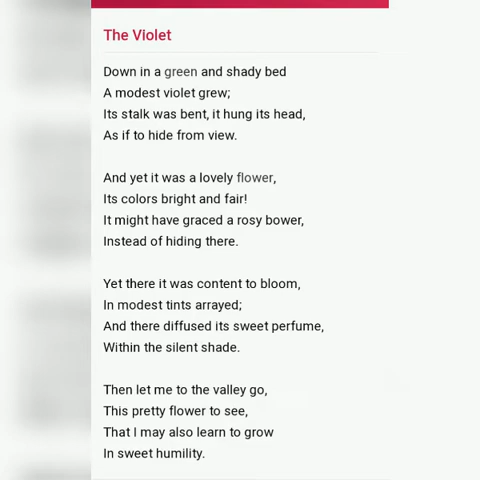 The Violet
Down in a green and shady bed
A modest violet grew;
Its stalk was bent, it hung its head,
As if to hide from view.
And yet it was a lovely flower,
Its colors bright and fair!
It might have graced a rosy bower,
Instead of hiding there.
Yet there it was content to bloom,
In modest tints arrayed;
And there diffused its sweet perfume,
Within the silent shade.
Then let me to the valley go,
This pretty flower to see,
That I may also learn to grow
In sweet humility.